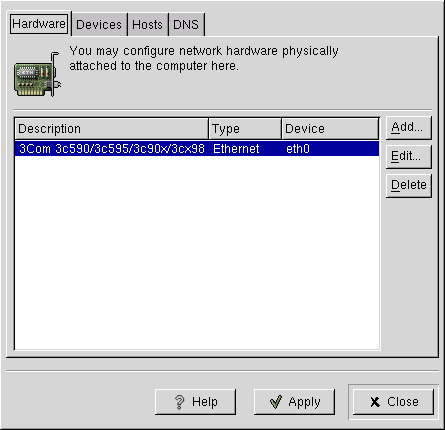 Hardware Devices Hosts DNS
You may configure network hardware physically
attached to the computer here.
Description Type Device Add...
3Com 3c590/3c595/3c90x/3cx98 Ethernet eth0
Edit...
Delete
? Help Apply Close